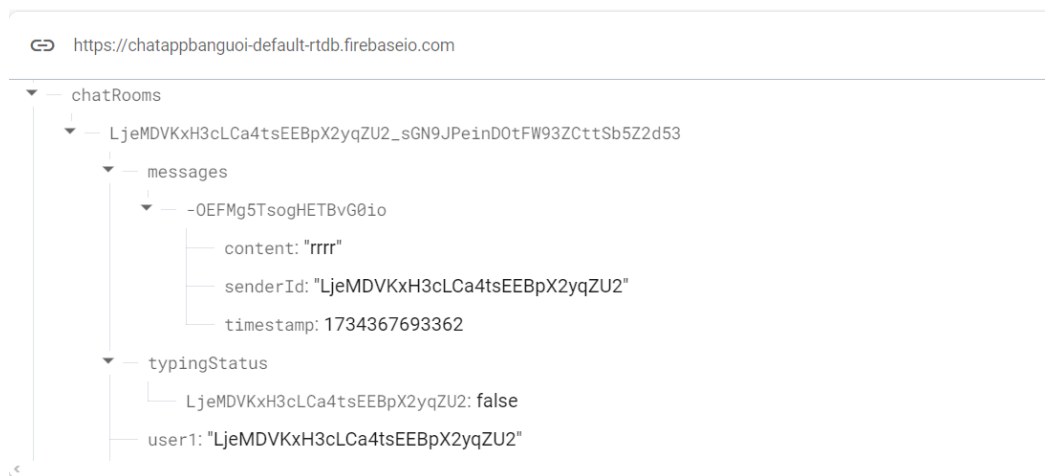 https://chatappbanguoi-default-rtdb.firebaseio.com
chatRooms
LjeMDVKxH3cLCa4tsEEBpX2yqZU2_sGN9JPeinDOtFW93ZCttSb5Z2d53
messages
-OEFMg5TsogHETBvG0io
content: "rrrr"
senderId: "LjeMDVKxH3cLCa4tsEEBpX2yqZU2"
timestamp: 1734367693362
typingStatus
LjeMDVKxH3cLCa4tsEEBpX2yqZU2: false
user1: "LjeMDVKxH3cLCa4tsEEBpX2yqZU2"